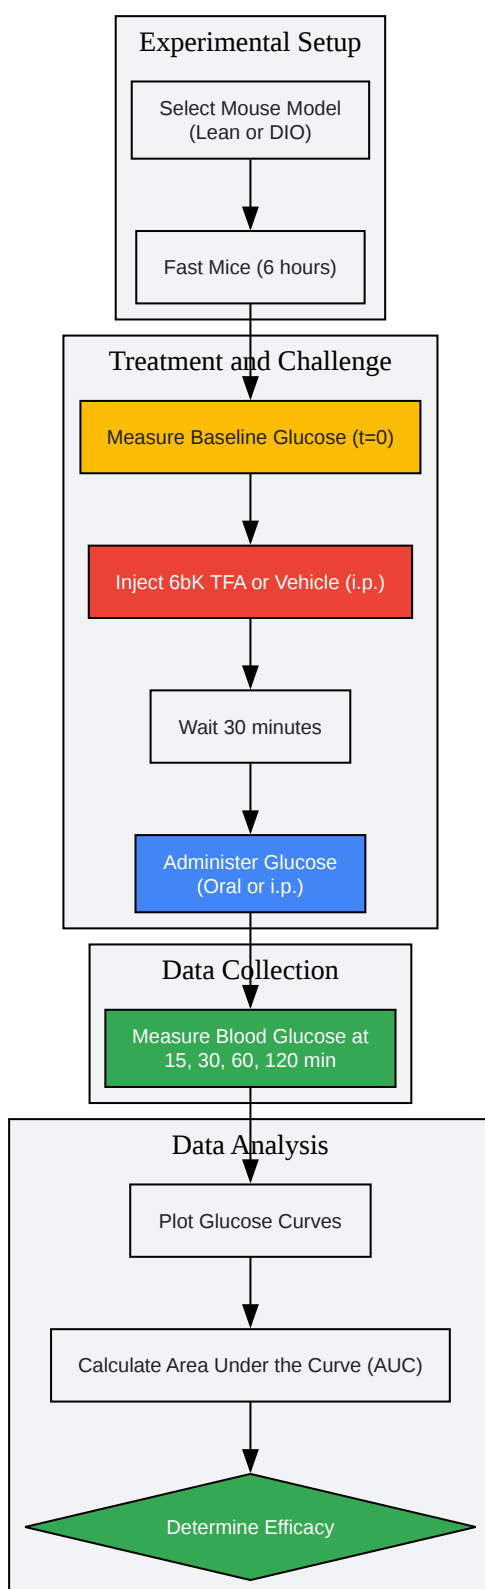 Experimental Setup
Select Mouse Model
(Lean or DIO)
Fast Mice (6 hours)
Treatment and Challenge
Measure Baseline Glucose (t=0)
Inject 6bK TFA or Vehicle (i.p.)
Wait 30 minutes
Administer Glucose
(Oral or i.p.)
Data Collection
Measure Blood Glucose at
15, 30, 60, 120 min
Data Analysis
Plot Glucose Curves
Calculate Area Under the Curve (AUC)
Determine Efficacy